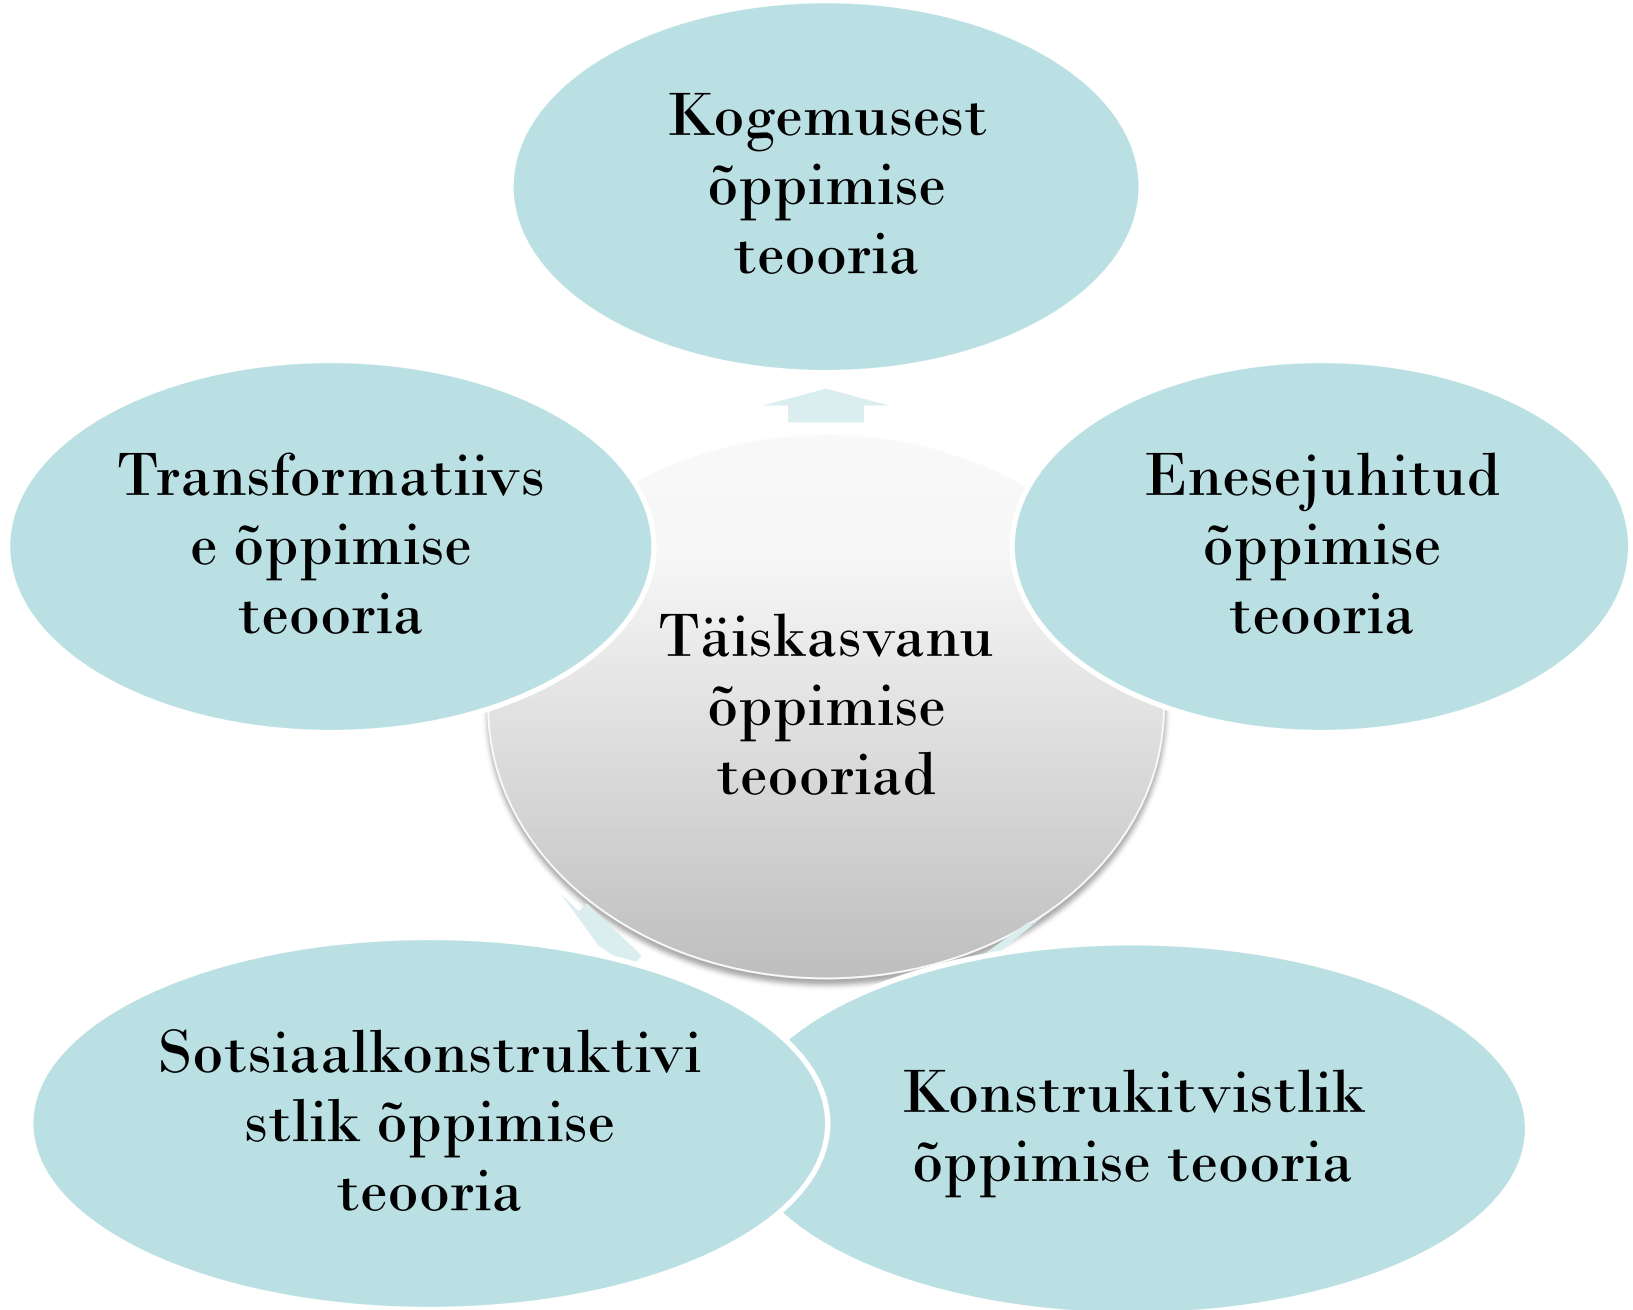 Kogemusest
õppimise
teooria
Transformatiivs
e õppimise
teooria
Enesejuhitud
õppimise
teooria
Täiskasvanu
õppimise
teooriad
Sotsiaalkonstruktivi
stlik õppimise
teooria
Konstrukitvistlik
õppimise teooria